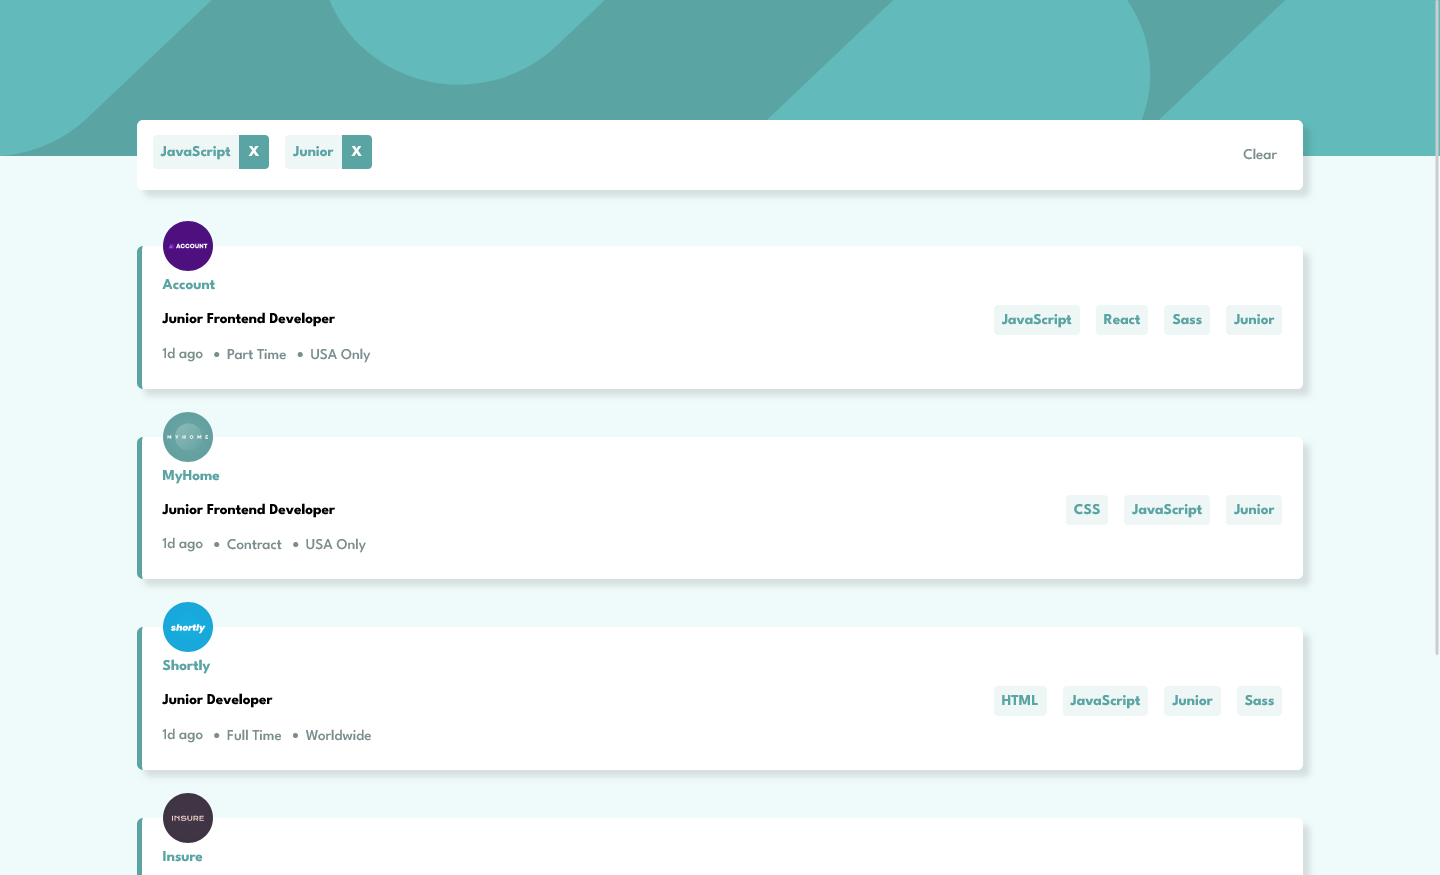 JavaScript X Junior X Clear
ACCOUNT
Account
Junior Frontend Developer
JavaScript React Sass Junior
1d ago • Part Time • USA Only
MYHOME
MyHome
Junior Frontend Developer
CSS JavaScript Junior
1d ago • Contract • USA Only
shortly
Shortly
Junior Developer
HTML JavaScript Junior Sass
1d ago • Full Time • Worldwide
INSURE
Insure